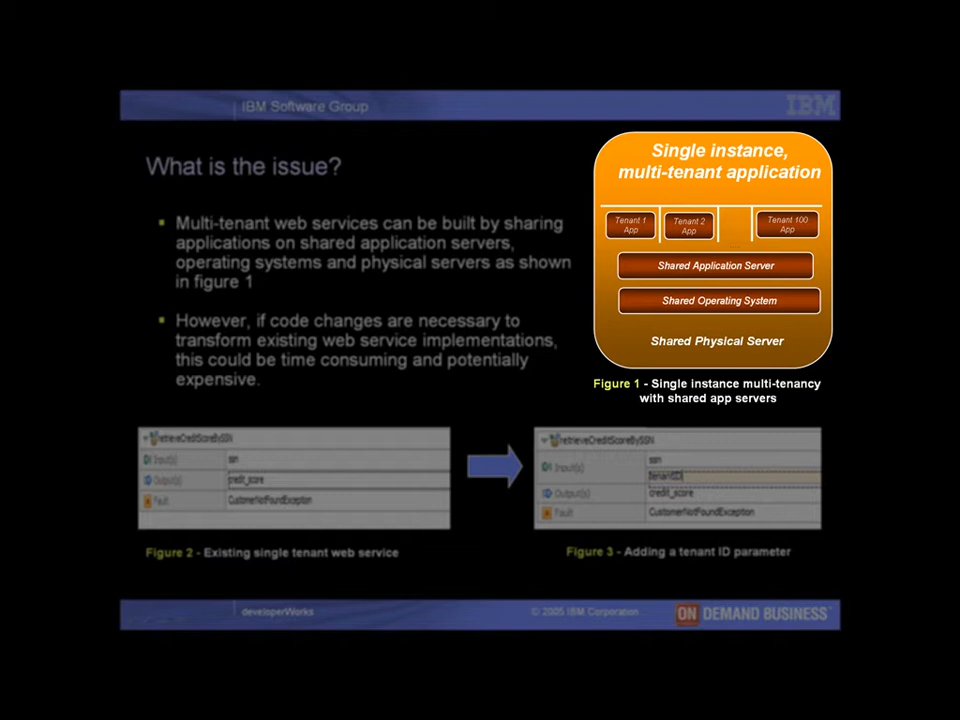 IBM Software Group
IBM
What is the issue?
Multi-tenant web services can be built by sharing
applications on shared application servers,
operating systems and physical servers as shown
in figure 1
However, if code changes are necessary to
transform existing web service implementations,
this could be time consuming and potentially
expensive.
Single instance,
multi-tenant application
Tenant 1
App
Tenant 2
App
...
Tenant 100
App
Shared Application Server
Shared Operating System
Shared Physical Server
Figure 1 - Single instance multi-tenancy
with shared app servers
retrieveCreditScoreBySSN
Input(s) ssn
Output(s) credit_score
Fault CustomerNotFoundException
Figure 2 - Existing single tenant web service
retrieveCreditScoreBySSN
Input(s) ssn
tenantID
Output(s) credit_score
Fault CustomerNotFoundException
Figure 3 - Adding a tenant ID parameter
developerWorks
© 2005 IBM Corporation
ON DEMAND BUSINESS™